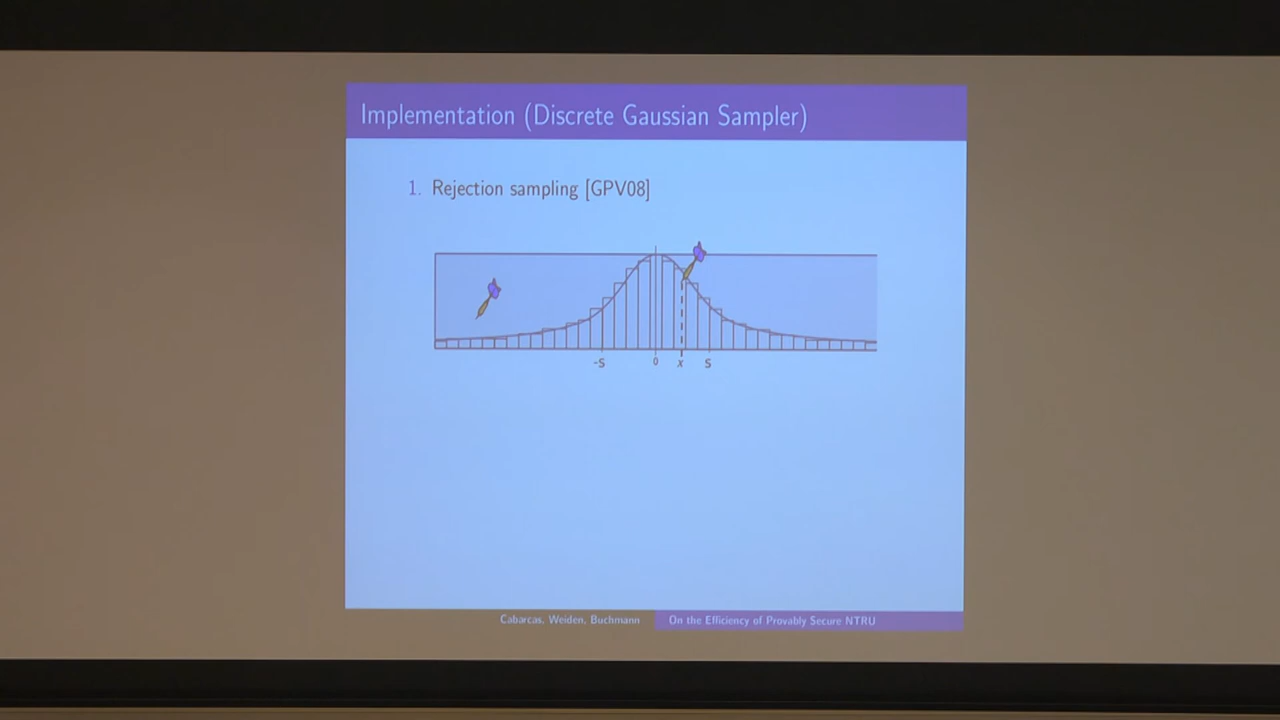 Implementation (Discrete Gaussian Sampler)
1. Rejection sampling [GPV08]
-S 0 x S
Cabarcas, Weiden, Buchmann On the Efficiency of Provably Secure NTRU